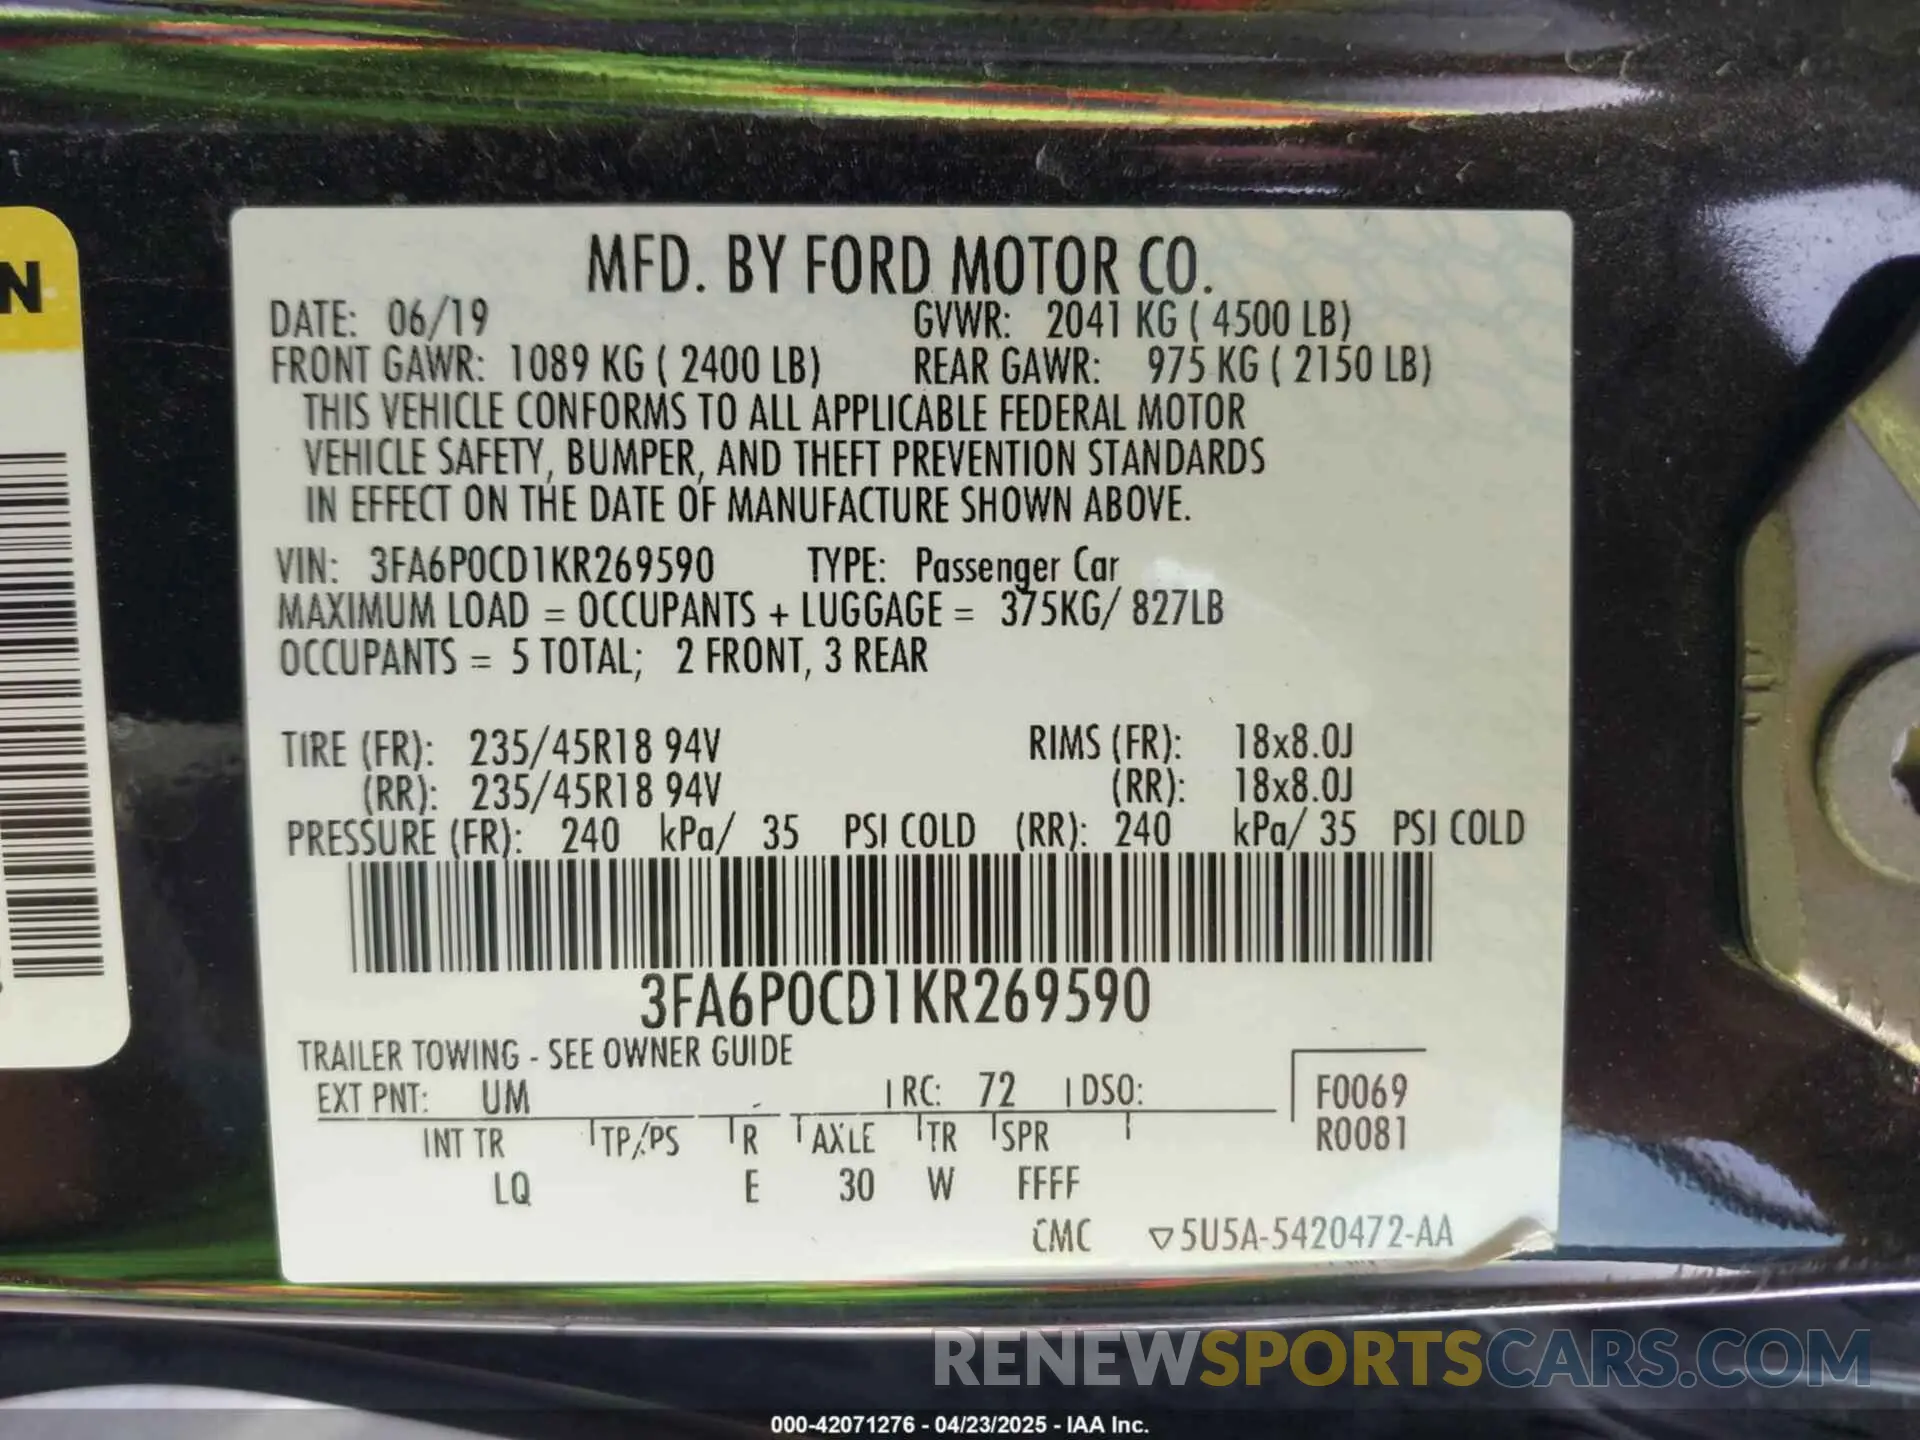 N
MFD. BY FORD MOTOR CO.
DATE: 06/19 GVWR: 2041 KG ( 4500 LB)
FRONT GAWR: 1089 KG ( 2400 LB) REAR GAWR: 975 KG ( 2150 LB)
THIS VEHICLE CONFORMS TO ALL APPLICABLE FEDERAL MOTOR
VEHICLE SAFETY, BUMPER, AND THEFT PREVENTION STANDARDS
IN EFFECT ON THE DATE OF MANUFACTURE SHOWN ABOVE.
VIN: 3FA6P0CD1KR269590 TYPE: Passenger Car
MAXIMUM LOAD = OCCUPANTS + LUGGAGE = 375KG/ 827LB
OCCUPANTS = 5 TOTAL; 2 FRONT, 3 REAR
TIRE (FR): 235/45R18 94V RIMS (FR): 18x8.0J
(RR): 235/45R18 94V (RR): 18x8.0J
PRESSURE (FR): 240 kPa/ 35 PSI COLD (RR): 240 kPa/ 35 PSI COLD
3FA6P0CD1KR269590
TRAILER TOWING - SEE OWNER GUIDE
EXT PNT: UM RC: 72 DSO: F0069
INT TR TP/PS R AXLE TR SPR R0081
LQ E 30 W FFFF
CMC ▽5U5A-5420472-AA
RENEWSPORTSCARS.COM
000-42071276 - 04/23/2025 - IAA Inc.